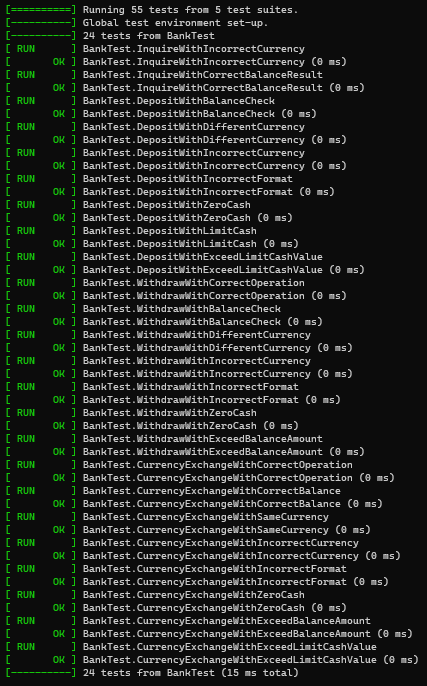 [==========] Running 55 tests from 5 test suites.
[----------] Global test environment set-up.
[----------] 24 tests from BankTest
[ RUN      ] BankTest.InquireWithIncorrectCurrency
[       OK ] BankTest.InquireWithIncorrectCurrency (0 ms)
[ RUN      ] BankTest.InquireWithCorrectBalanceResult
[       OK ] BankTest.InquireWithCorrectBalanceResult (0 ms)
[ RUN      ] BankTest.DepositWithBalanceCheck
[       OK ] BankTest.DepositWithBalanceCheck (0 ms)
[ RUN      ] BankTest.DepositWithDifferentCurrency
[       OK ] BankTest.DepositWithDifferentCurrency (0 ms)
[ RUN      ] BankTest.DepositWithIncorrectCurrency
[       OK ] BankTest.DepositWithIncorrectCurrency (0 ms)
[ RUN      ] BankTest.DepositWithIncorrectFormat
[       OK ] BankTest.DepositWithIncorrectFormat (0 ms)
[ RUN      ] BankTest.DepositWithZeroCash
[       OK ] BankTest.DepositWithZeroCash (0 ms)
[ RUN      ] BankTest.DepositWithLimitCash
[       OK ] BankTest.DepositWithLimitCash (0 ms)
[ RUN      ] BankTest.DepositWithExceedLimitCashValue
[       OK ] BankTest.DepositWithExceedLimitCashValue (0 ms)
[ RUN      ] BankTest.WithdrawWithCorrectOperation
[       OK ] BankTest.WithdrawWithCorrectOperation (0 ms)
[ RUN      ] BankTest.WithdrawWithBalanceCheck
[       OK ] BankTest.WithdrawWithBalanceCheck (0 ms)
[ RUN      ] BankTest.WithdrawWithDifferentCurrency
[       OK ] BankTest.WithdrawWithDifferentCurrency (0 ms)
[ RUN      ] BankTest.WithdrawWithIncorrectCurrency
[       OK ] BankTest.WithdrawWithIncorrectCurrency (0 ms)
[ RUN      ] BankTest.WithdrawWithIncorrectFormat
[       OK ] BankTest.WithdrawWithIncorrectFormat (0 ms)
[ RUN      ] BankTest.WithdrawWithZeroCash
[       OK ] BankTest.WithdrawWithZeroCash (0 ms)
[ RUN      ] BankTest.WithdrawWithExceedBalanceAmount
[       OK ] BankTest.WithdrawWithExceedBalanceAmount (0 ms)
[ RUN      ] BankTest.CurrencyExchangeWithCorrectOperation
[       OK ] BankTest.CurrencyExchangeWithCorrectOperation (0 ms)
[ RUN      ] BankTest.CurrencyExchangeWithCorrectBalance
[       OK ] BankTest.CurrencyExchangeWithCorrectBalance (0 ms)
[ RUN      ] BankTest.CurrencyExchangeWithSameCurrency
[       OK ] BankTest.CurrencyExchangeWithSameCurrency (0 ms)
[ RUN      ] BankTest.CurrencyExchangeWithIncorrectCurrency
[       OK ] BankTest.CurrencyExchangeWithIncorrectCurrency (0 ms)
[ RUN      ] BankTest.CurrencyExchangeWithIncorrectFormat
[       OK ] BankTest.CurrencyExchangeWithIncorrectFormat (0 ms)
[ RUN      ] BankTest.CurrencyExchangeWithZeroCash
[       OK ] BankTest.CurrencyExchangeWithZeroCash (0 ms)
[ RUN      ] BankTest.CurrencyExchangeWithExceedBalanceAmount
[       OK ] BankTest.CurrencyExchangeWithExceedBalanceAmount (0 ms)
[ RUN      ] BankTest.CurrencyExchangeWithExceedLimitCashValue
[       OK ] BankTest.CurrencyExchangeWithExceedLimitCashValue (0 ms)
[----------] 24 tests from BankTest (15 ms total)